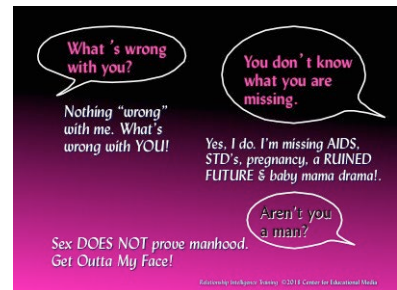 What 's wrong
with you?
Nothing “wrong”
with me. What's
wrong with YOU!
You don't know
what you are
missing.
Yes, I do. I'm missing AIDS,
STD's, pregnancy, a RUINED
FUTURE & baby mama drama!.
Aren't you
a man?
Sex DOES NOT prove manhood.
Get Outta My Face!
Relationship Intelligence Training ©2018 Center for Educational Media